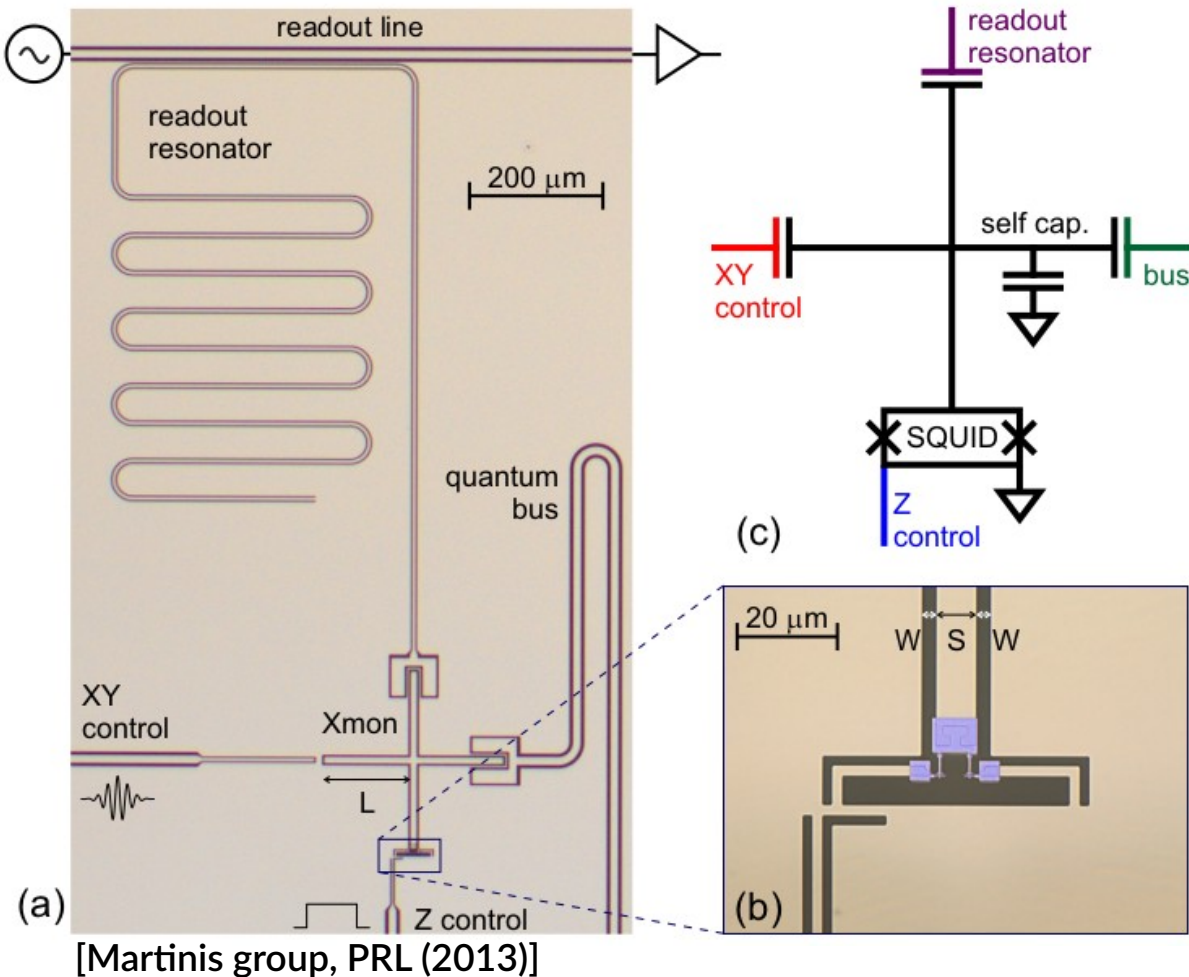 readout line
readout
resonator
200 μm
quantum
bus
XY
control
Xmon
L
Z control
(a)
readout
resonator
self cap.
XY
control
bus
SQUID
Z
control
(c)
20 μm
W
S
W
(b)
[Martinis group, PRL (2013)]